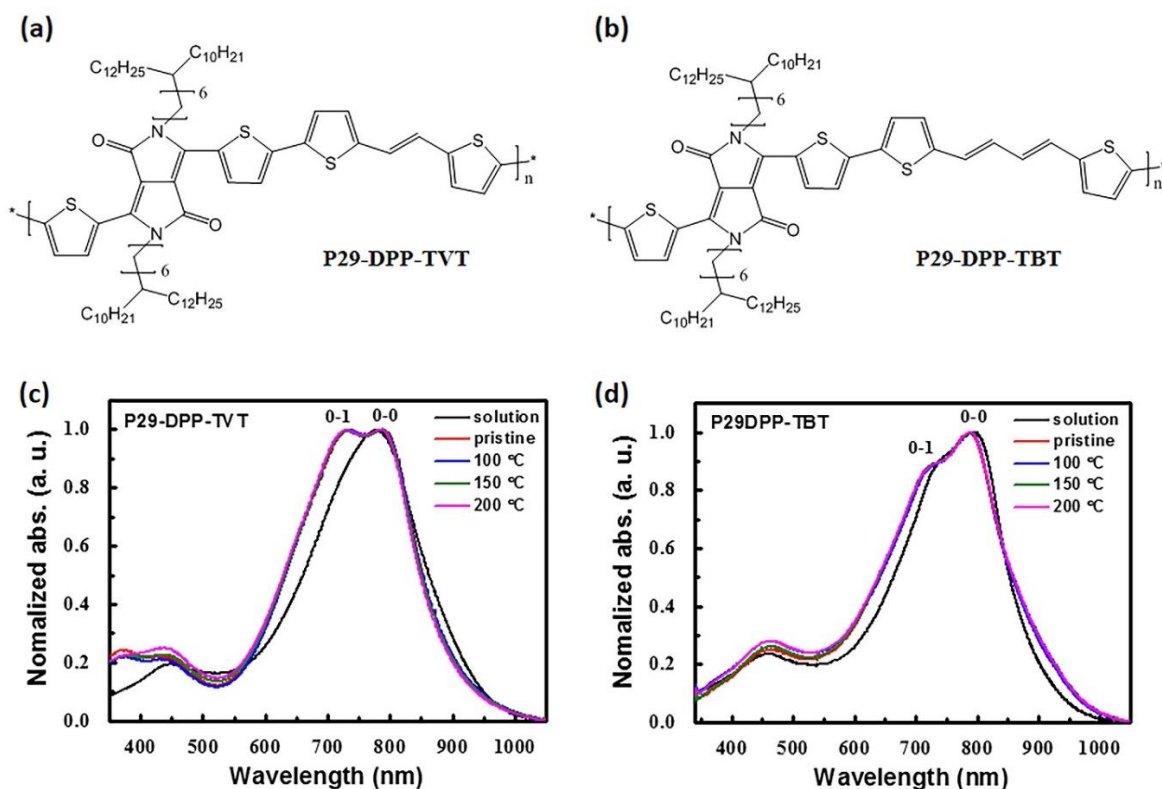 (a)
C10H21
C12H25
6
N
S
S
O
S
*
n
S
O
*
N
6
P29-DPP-TVT
C12H25
C10H21
(b)
C10H21
C12H25
6
N
S
S
O
S
*
n
S
O
*
N
6
P29-DPP-TBT
C12H25
C10H21
(c)
P29-DPP-TVT
0-1 0-0
solution
pristine
100 °C
150 °C
200 °C
1.0
0.8
0.6
0.4
0.2
0.0
Nomalized abs. (a. u.)
400 500 600 700 800 900 1000
Wavelength (nm)
(d)
P29DPP-TBT
0-0
0-1
solution
pristine
100 °C
150 °C
200 °C
1.0
0.8
0.6
0.4
0.2
0.0
Nomalized abs. (a. u.)
400 500 600 700 800 900 1000
Wavelength (nm)